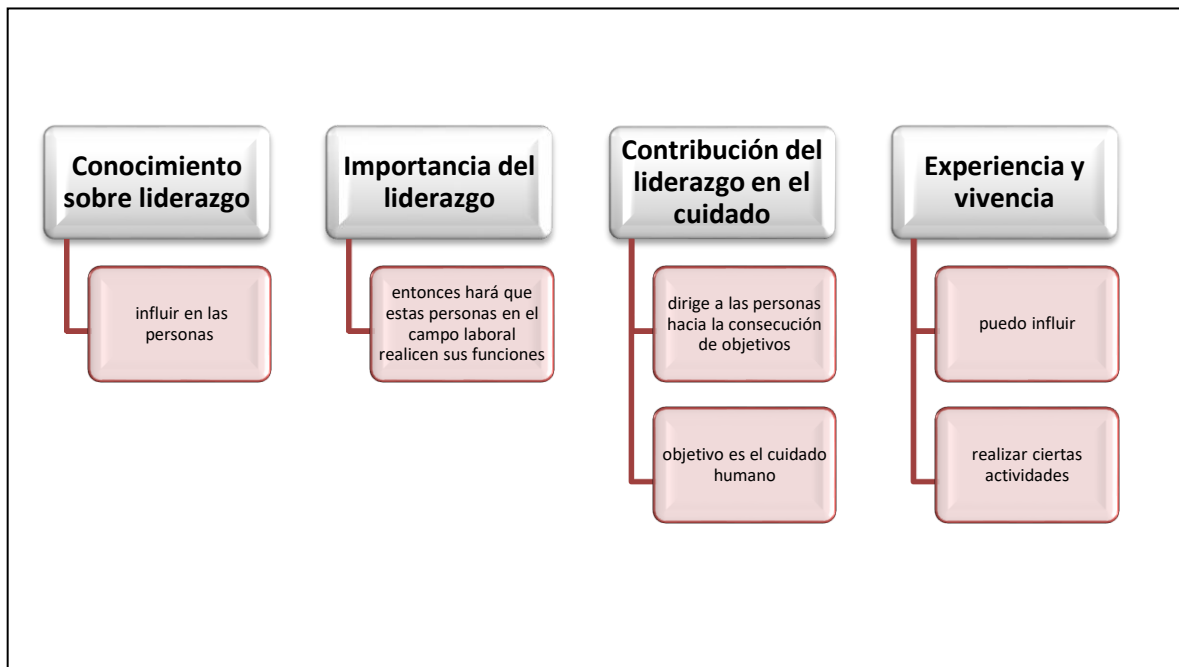 Conocimiento
sobre liderazgo
influir en las
personas
Importancia del
liderazgo
entonces hará que
estas personas en el
campo laboral
realicen sus funciones
Contribución del
liderazgo en el
cuidado
dirige a las personas
hacia la consecución
de objetivos
objetivo es el cuidado
humano
Experiencia y
vivencia
puedo influir
realizar ciertas
actividades